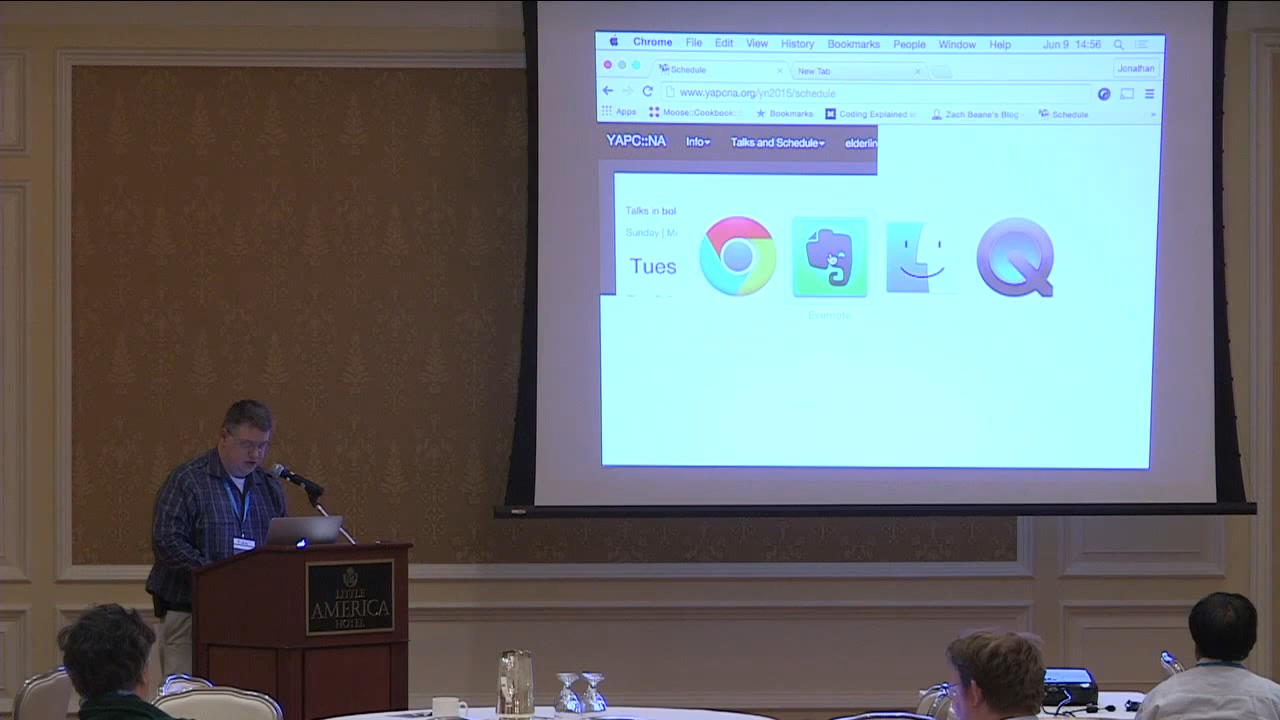 Chrome File Edit View History Bookmarks People Window Help Jun 9 14:56
Schedule
New Tab
Jonathan
www.yapcna.org/yn2015/schedule
Apps Moose::Cookbook:: Bookmarks Coding Explained Zach Beane's Blog Schedule »
YAPC::NA Info Talks and Schedule elderlin
Talks in bol
Sunday | M
Tues
Evernote
LITTLE
AMERICA
HOTEL